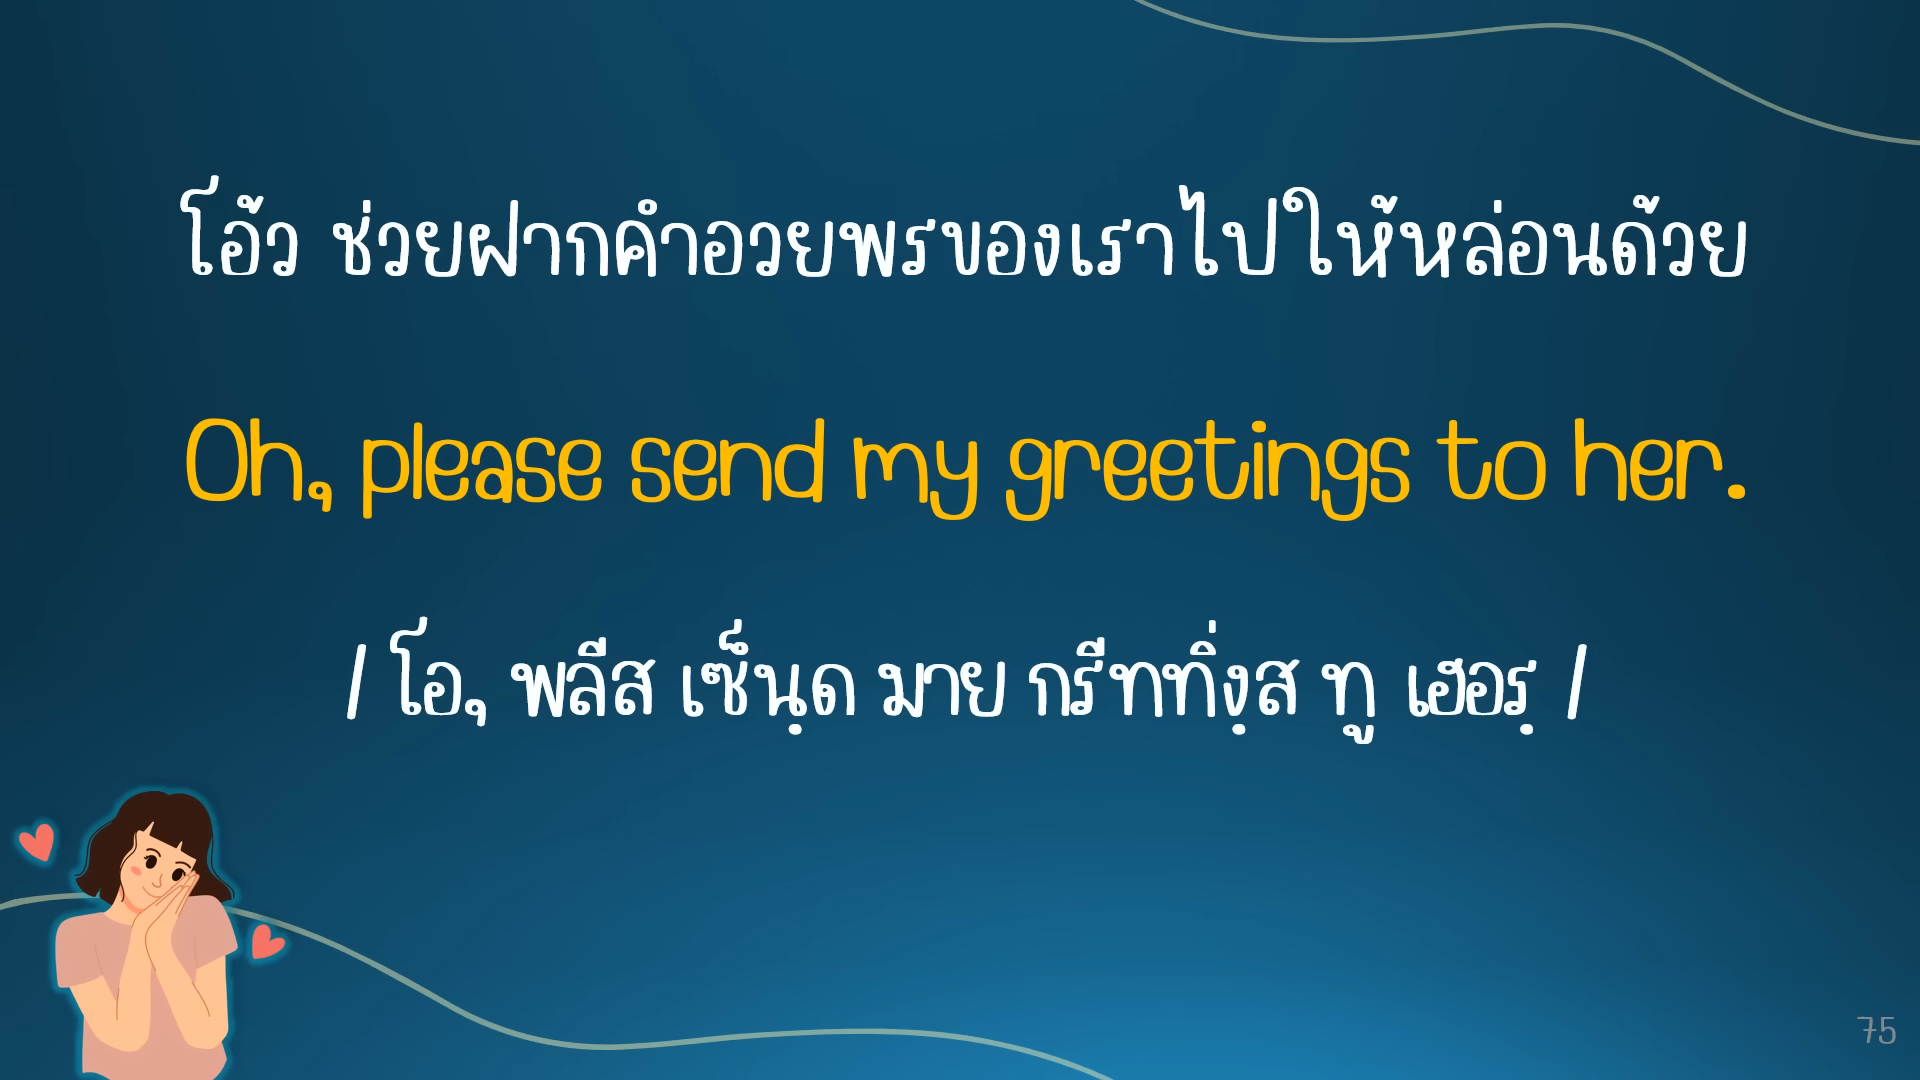 โอ้ว ช่วยฝากคำอวยพรของเราไปให้หล่อนด้วย
Oh, please send my greetings to her.
/ โอ, พลีส เซ็นฺด มาย กรีททิ่งฺส ทู เฮอรฺ /
75